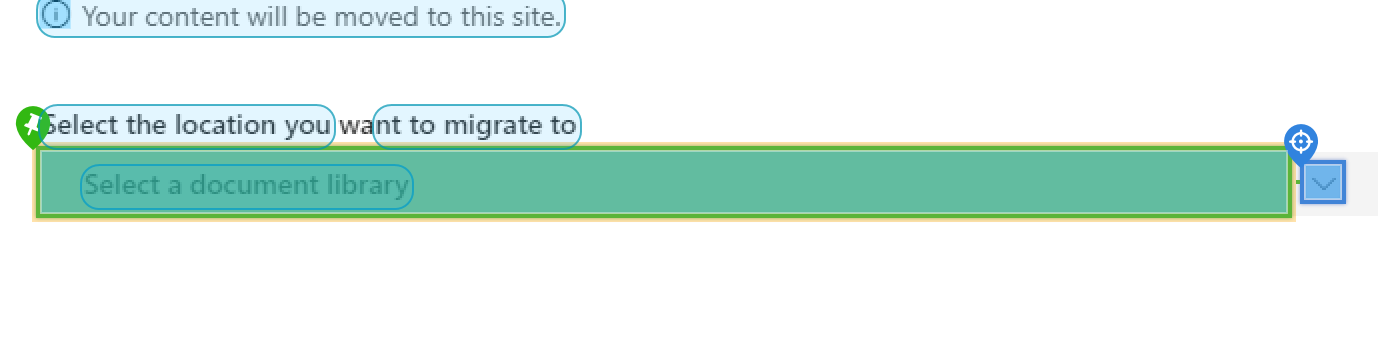 Your content will be moved to this site.
Select the location you want to migrate to
Select a document library